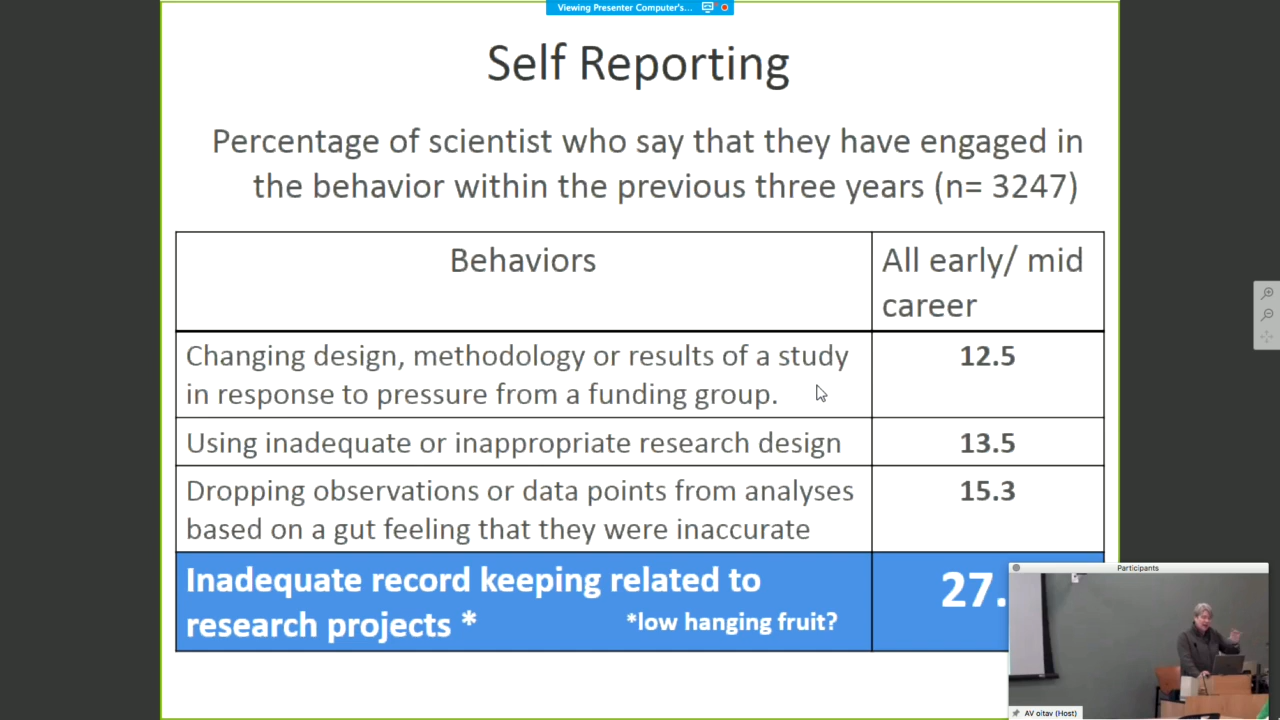 Viewing Presenter Computer's...
Self Reporting
Percentage of scientist who say that they have engaged in
the behavior within the previous three years (n= 3247)
Behaviors
All early/ mid
career
Changing design, methodology or results of a study
in response to pressure from a funding group.
12.5
Using inadequate or inappropriate research design
13.5
Dropping observations or data points from analyses
based on a gut feeling that they were inaccurate
15.3
Inadequate record keeping related to
research projects *
*low hanging fruit?
27.
Participants
AV oitav (Host)